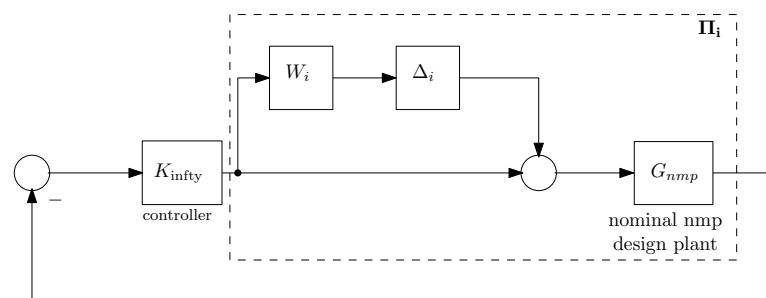 Πi
Wi
Δi
Kinfty
Gnmp
−
controller
nominal nmp
design plant